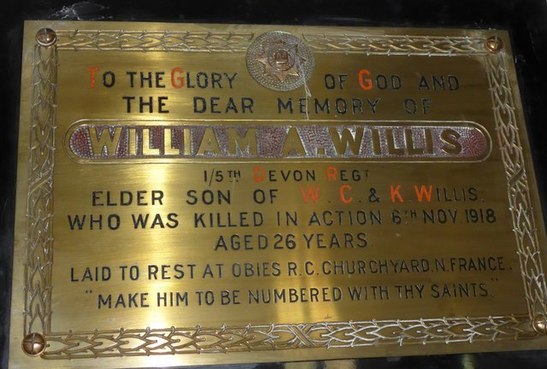 TO THE GLORY OF GOD AND
THE DEAR MEMORY OF
WILLIAM A. WILLIS
1/5TH DEVON REGT
ELDER SON OF W. C. & K WILLIS.
WHO WAS KILLED IN ACTION 6TH NOV 1918
AGED 26 YEARS
LAID TO REST AT OBIES R.C. CHURCHYARD. N. FRANCE.
"MAKE HIM TO BE NUMBERED WITH THY SAINTS."